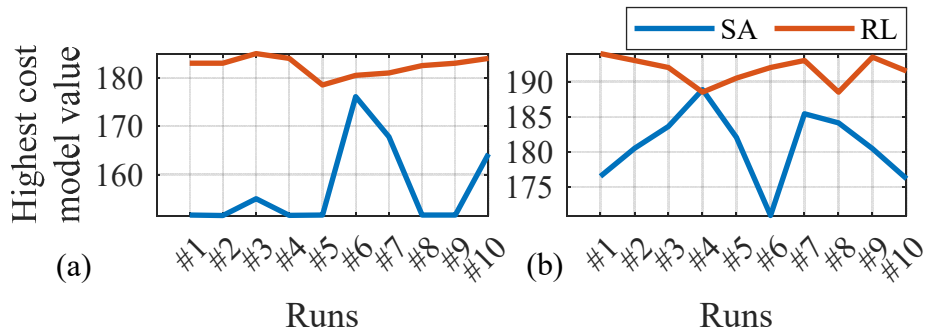 SA RL
Highest cost
model value
180
170
160
#1 #2 #3 #4 #5 #6 #7 #8 #9 #10
(a)
Runs
190
185
180
175
#1 #2 #3 #4 #5 #6 #7 #8 #9 #10
(b)
Runs